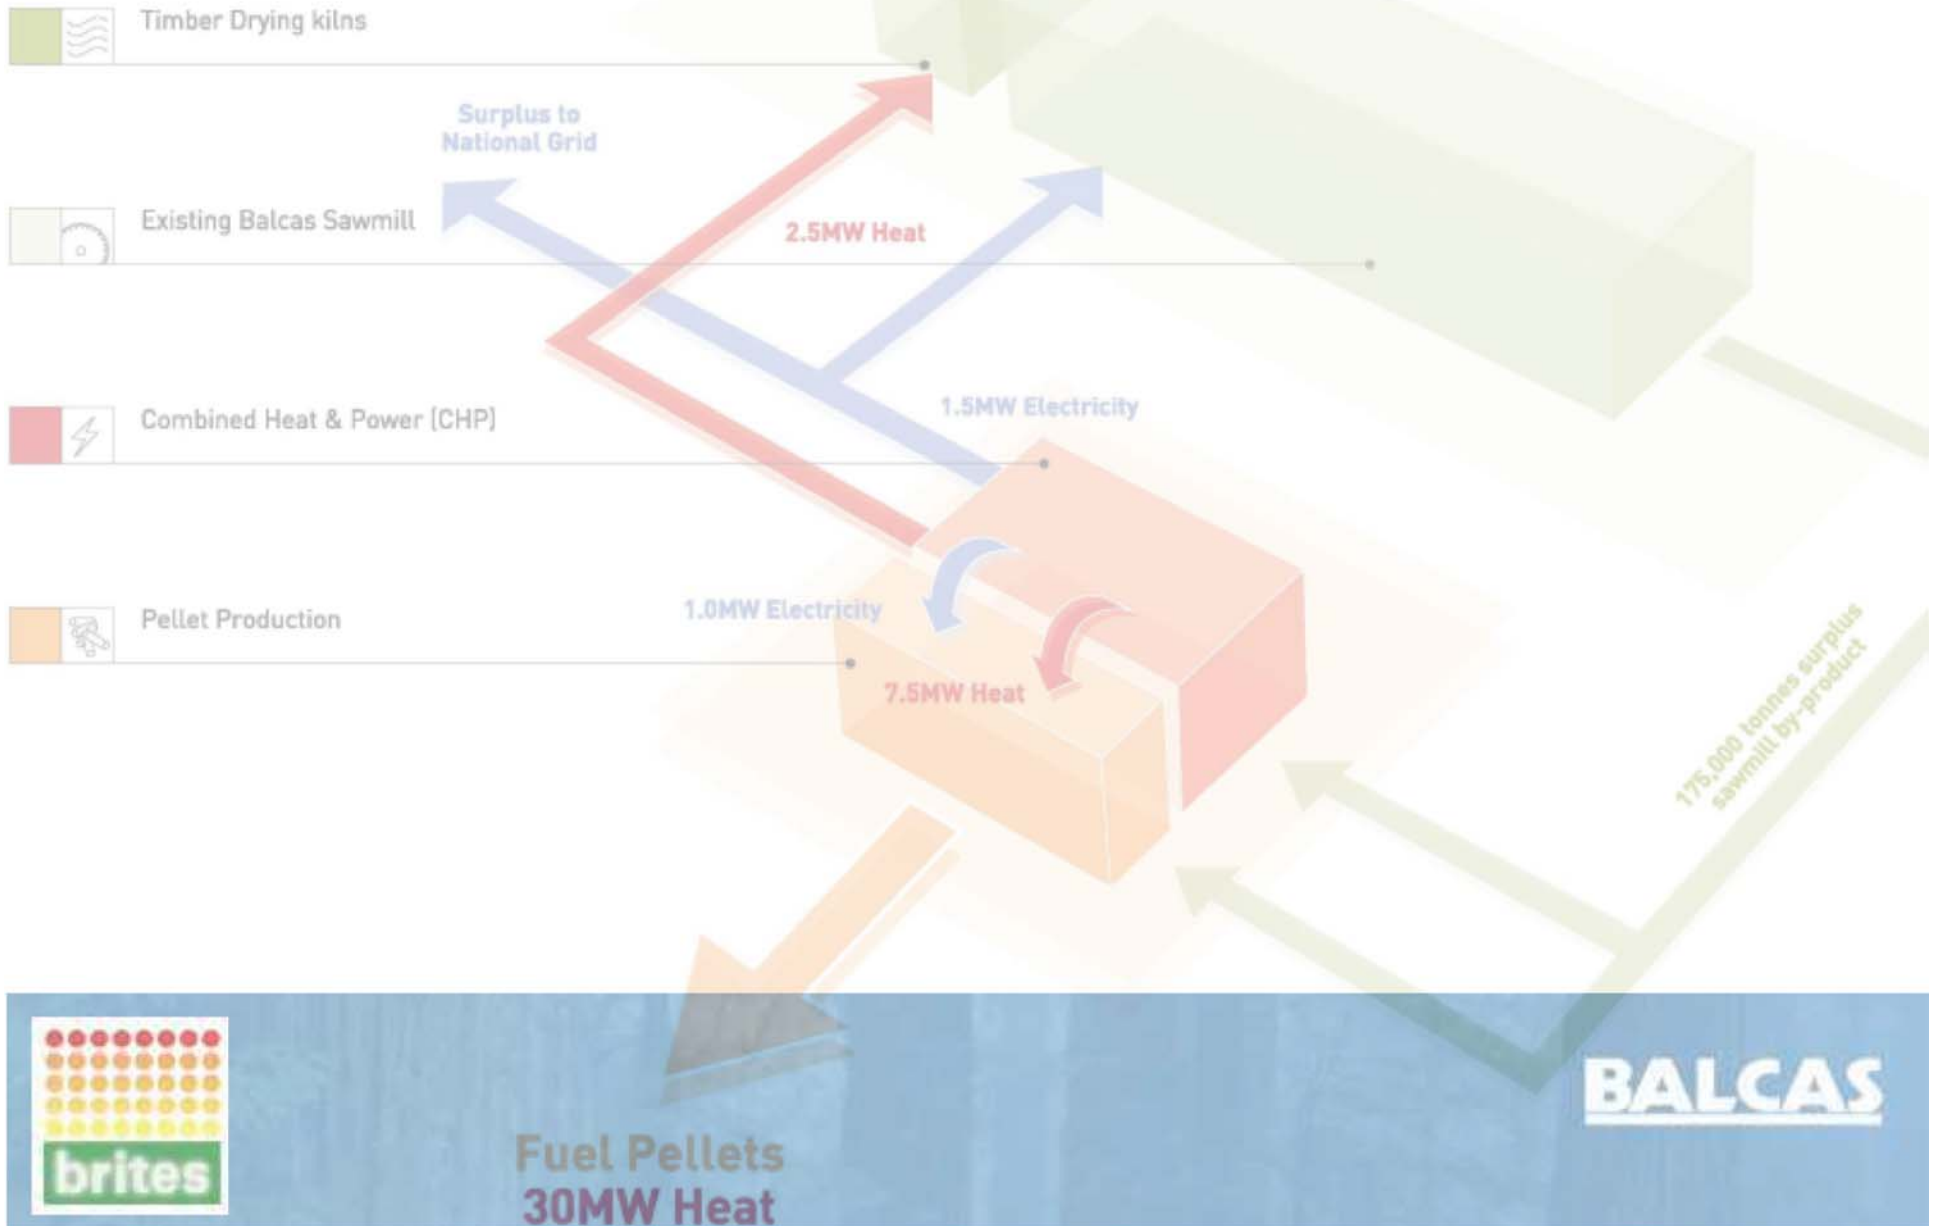 Timber Drying kilns
Surplus to
National Grid
Existing Balcas Sawmill
2.5MW Heat
1.5MW Electricity
Combined Heat & Power (CHP)
1.0MW Electricity
Pellet Production
7.5MW Heat
175,000 tonnes surplus
sawmill by-product
brites
BALCAS
Fuel Pellets
30MW Heat